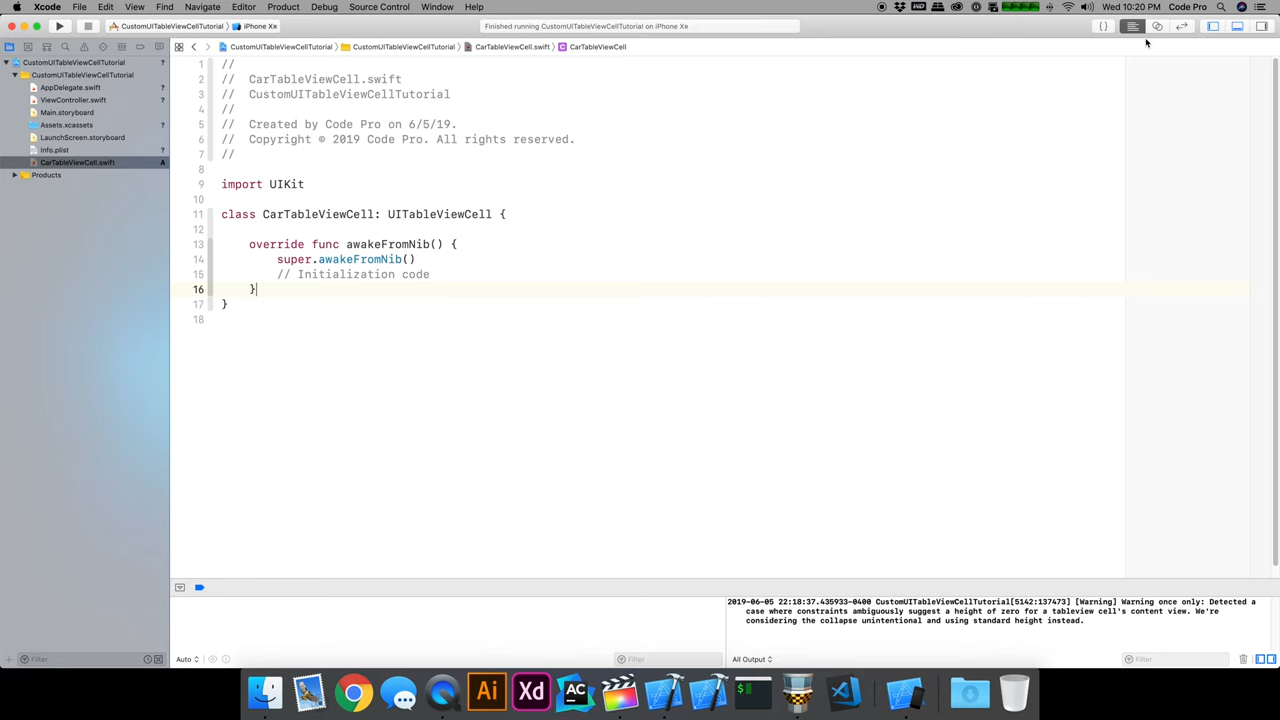 Xcode File Edit View Find Navigate Editor Product Debug Source Control Window Help Wed 10:20 PM Code Pro
CustomUITableViewCellTutorial iPhone Xʀ Finished running CustomUITableViewCellTutorial on iPhone Xʀ
CustomUITableViewCellTutorial CustomUITableViewCellTutorial CarTableViewCell.swift C CarTableViewCell
CustomUITableViewCellTutorial ?
CustomUITableViewCellTutorial
AppDelegate.swift ?
ViewController.swift ?
Main.storyboard
Assets.xcassets ?
LaunchScreen.storyboard
Info.plist ?
CarTableViewCell.swift A
Products
1 //
2 // CarTableViewCell.swift
3 // CustomUITableViewCellTutorial
4 //
5 // Created by Code Pro on 6/5/19.
6 // Copyright © 2019 Code Pro. All rights reserved.
7 //
8
9 import UIKit
10
11 class CarTableViewCell: UITableViewCell {
12
13 override func awakeFromNib() {
14 super.awakeFromNib()
15 // Initialization code
16 }
17 }
18
2019-06-05 22:18:37.435933-0400 CustomUITableViewCellTutorial[5142:137473] [Warning] Warning once only: Detected a
case where constraints ambiguously suggest a height of zero for a tableview cell's content view. We're
considering the collapse unintentional and using standard height instead.
Filter Auto Filter All Output Filter
Ai Xd AC $